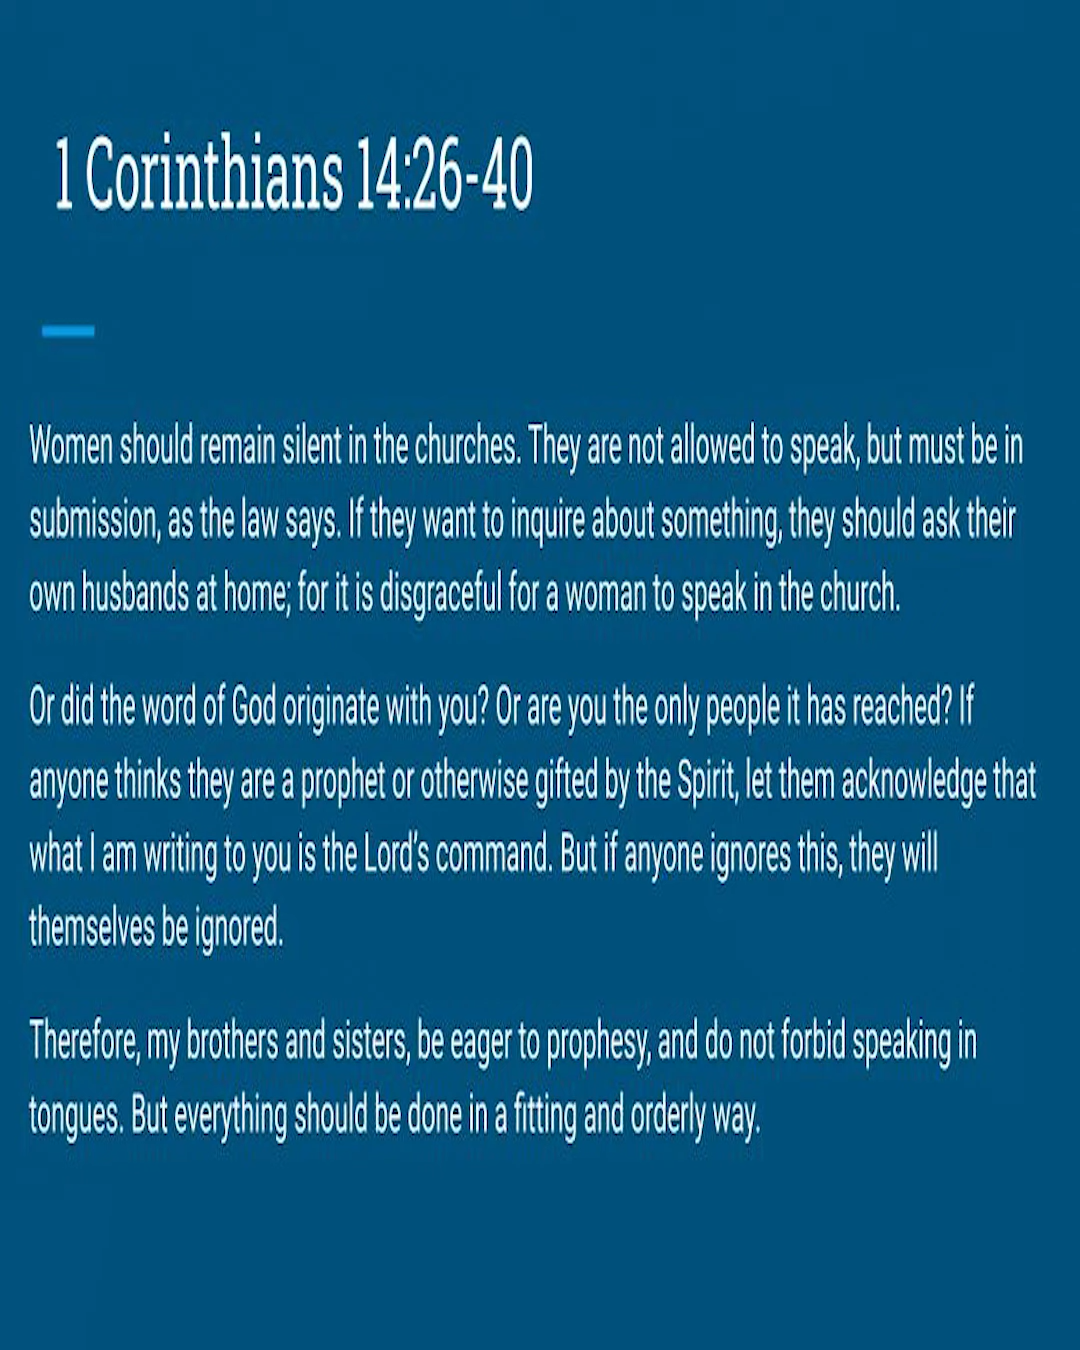 1 Corinthians 14:26-40
Women should remain silent in the churches. They are not allowed to speak, but must be in
submission, as the law says. If they want to inquire about something, they should ask their
own husbands at home; for it is disgraceful for a woman to speak in the church.
Or did the word of God originate with you? Or are you the only people it has reached? If
anyone thinks they are a prophet or otherwise gifted by the Spirit, let them acknowledge that
what I am writing to you is the Lord’s command. But if anyone ignores this, they will
themselves be ignored.
Therefore, my brothers and sisters, be eager to prophesy, and do not forbid speaking in
tongues. But everything should be done in a fitting and orderly way.